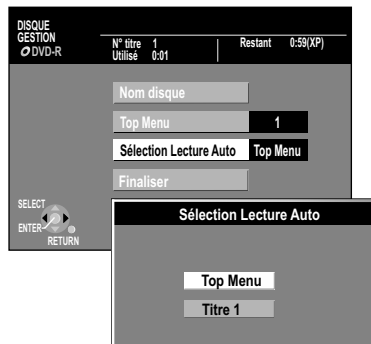 DISQUE
GESTION
DVD-R
N° titre 1
Utilisé 0:01
Restant 0:59(XP)
Nom disque
Top Menu 1
Sélection Lecture Auto Top Menu
Finaliser
SELECT
ENTER
RETURN
Sélection Lecture Auto
Top Menu
Titre 1